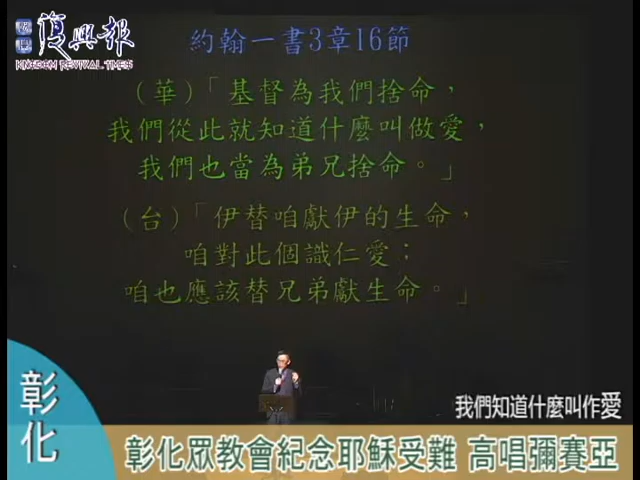 國度復興報
KINGDOM REVIVAL TIMES
約翰一書3章16節
(華)「基督為我們捨命，
我們從此就知道什麼叫做愛，
我們也當為弟兄捨命。」
(台)「伊替咱獻伊的生命，
咱對此個識仁愛；
咱也應該替兄弟獻生命。」
彰化
我們知道什麼叫作愛
彰化眾教會紀念耶穌受難 高唱彌賽亞